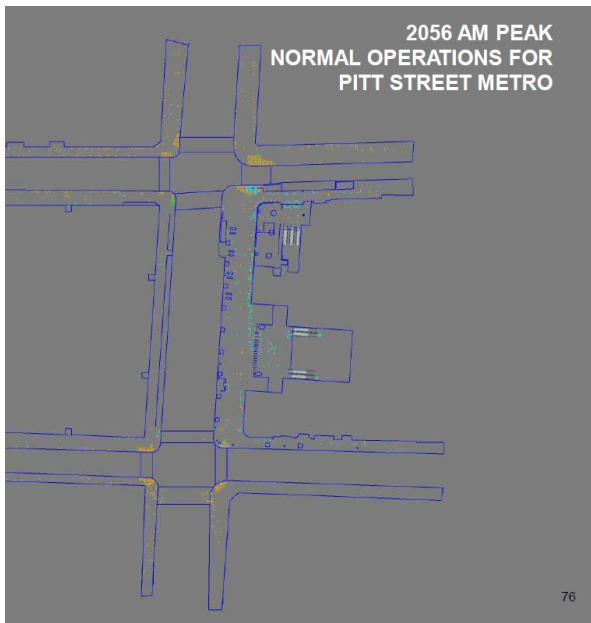 2056 AM PEAK
NORMAL OPERATIONS FOR
PITT STREET METRO
76